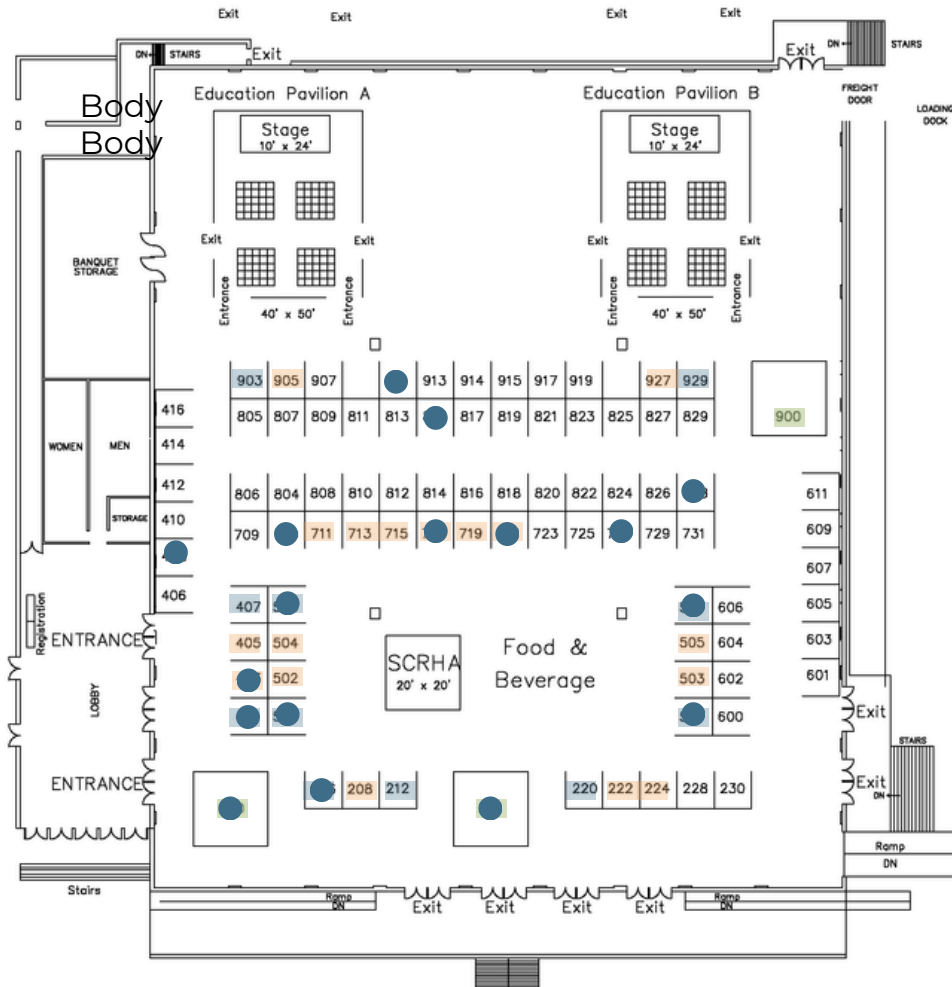 Exit
Exit
Exit
Exit
DN
STAIRS
Exit
Exit
DN
STAIRS
Education Pavilion A
Education Pavilion B
FREIGHT
DOOR
LOADING
DOCK
Body
Body
Stage
10' x 24'
Stage
10' x 24'
Exit
Exit
Exit
Exit
BANQUET
STORAGE
Entrance
Entrance
Entrance
Entrance
40' x 50'
40' x 50'
903 905 907 913 914 915 917 919 927 929
805 807 809 811 813 817 819 821 823 825 827 829
900
416
414
412
410
406
WOMEN
MEN
STORAGE
806 804 808 810 812 814 816 818 820 822 824 826
709 711 713 715 719 723 725 729 731
611
609
607
605
603
601
407
405 504
502
606
505 604
503 602
600
Registration
ENTRANCE
LOBBY
ENTRANCE
SCRHA
20' x 20'
Food &
Beverage
Exit
STAIRS
Exit
DN
208 212
220 222 224 228 230
Ramp
DN
Stairs
Ramp
DN
Exit
Exit
Exit
Exit
Ramp
DN